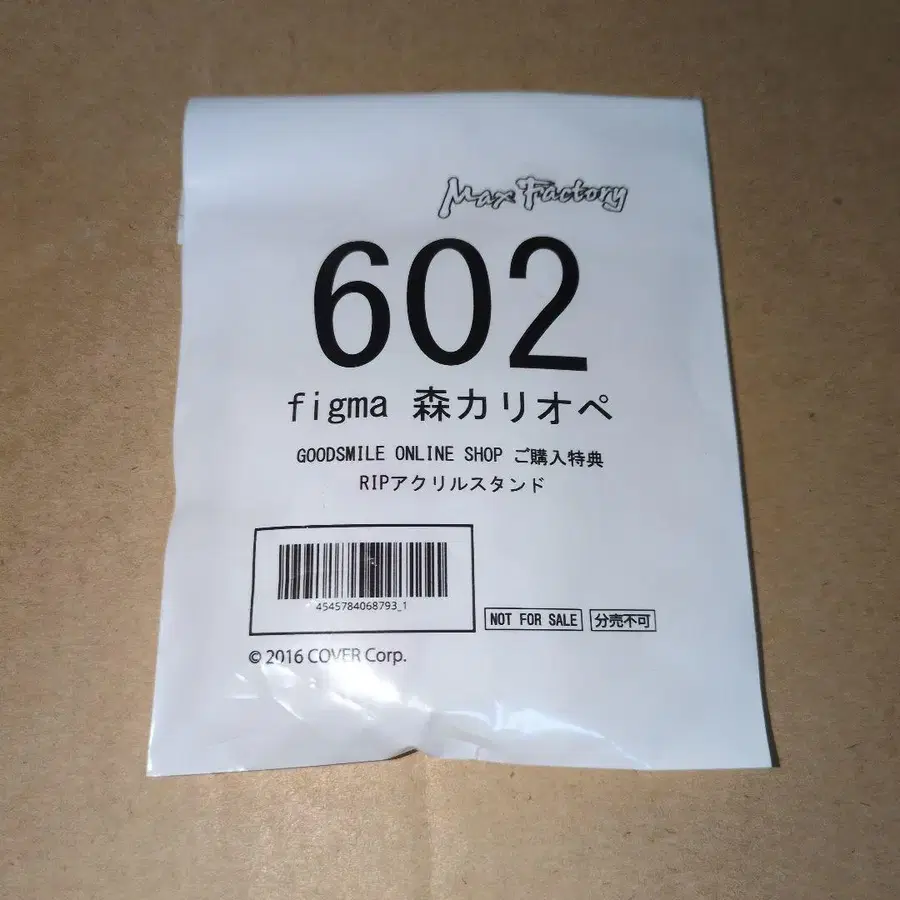 Max Factory
602
figma 森カリオペ
GOODSMILE ONLINE SHOP ご購入特典
RIPアクリルスタンド
4545784068793_1
NOT FOR SALE 分売不可
© 2016 COVER Corp.